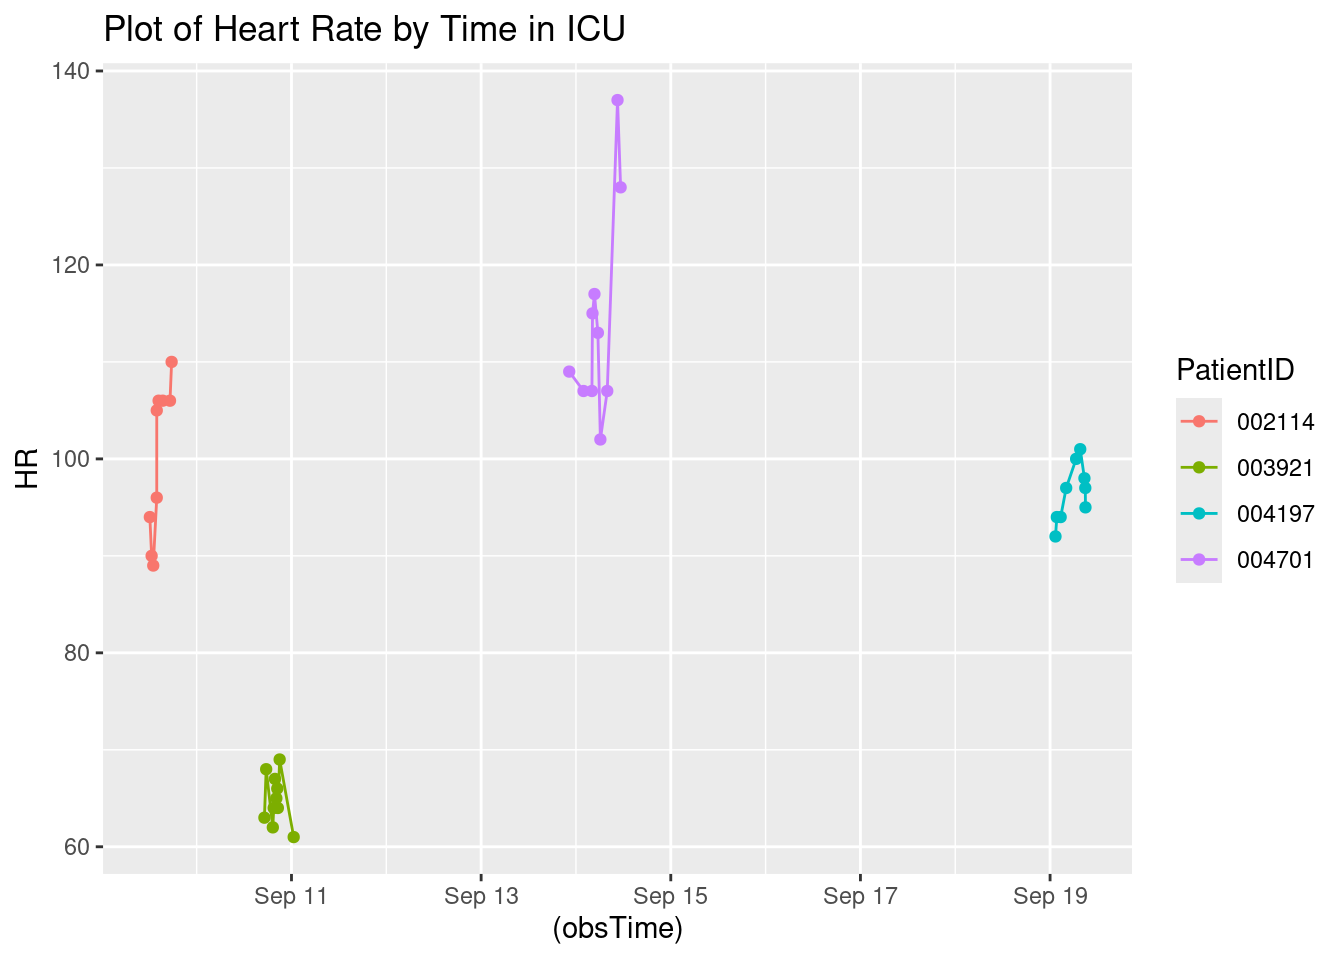 Plot of Heart Rate by Time in ICU
140
120
100
80
60
HR
Sep 11
Sep 13
Sep 15
Sep 17
Sep 19
(obsTime)
PatientID
002114
003921
004197
004701